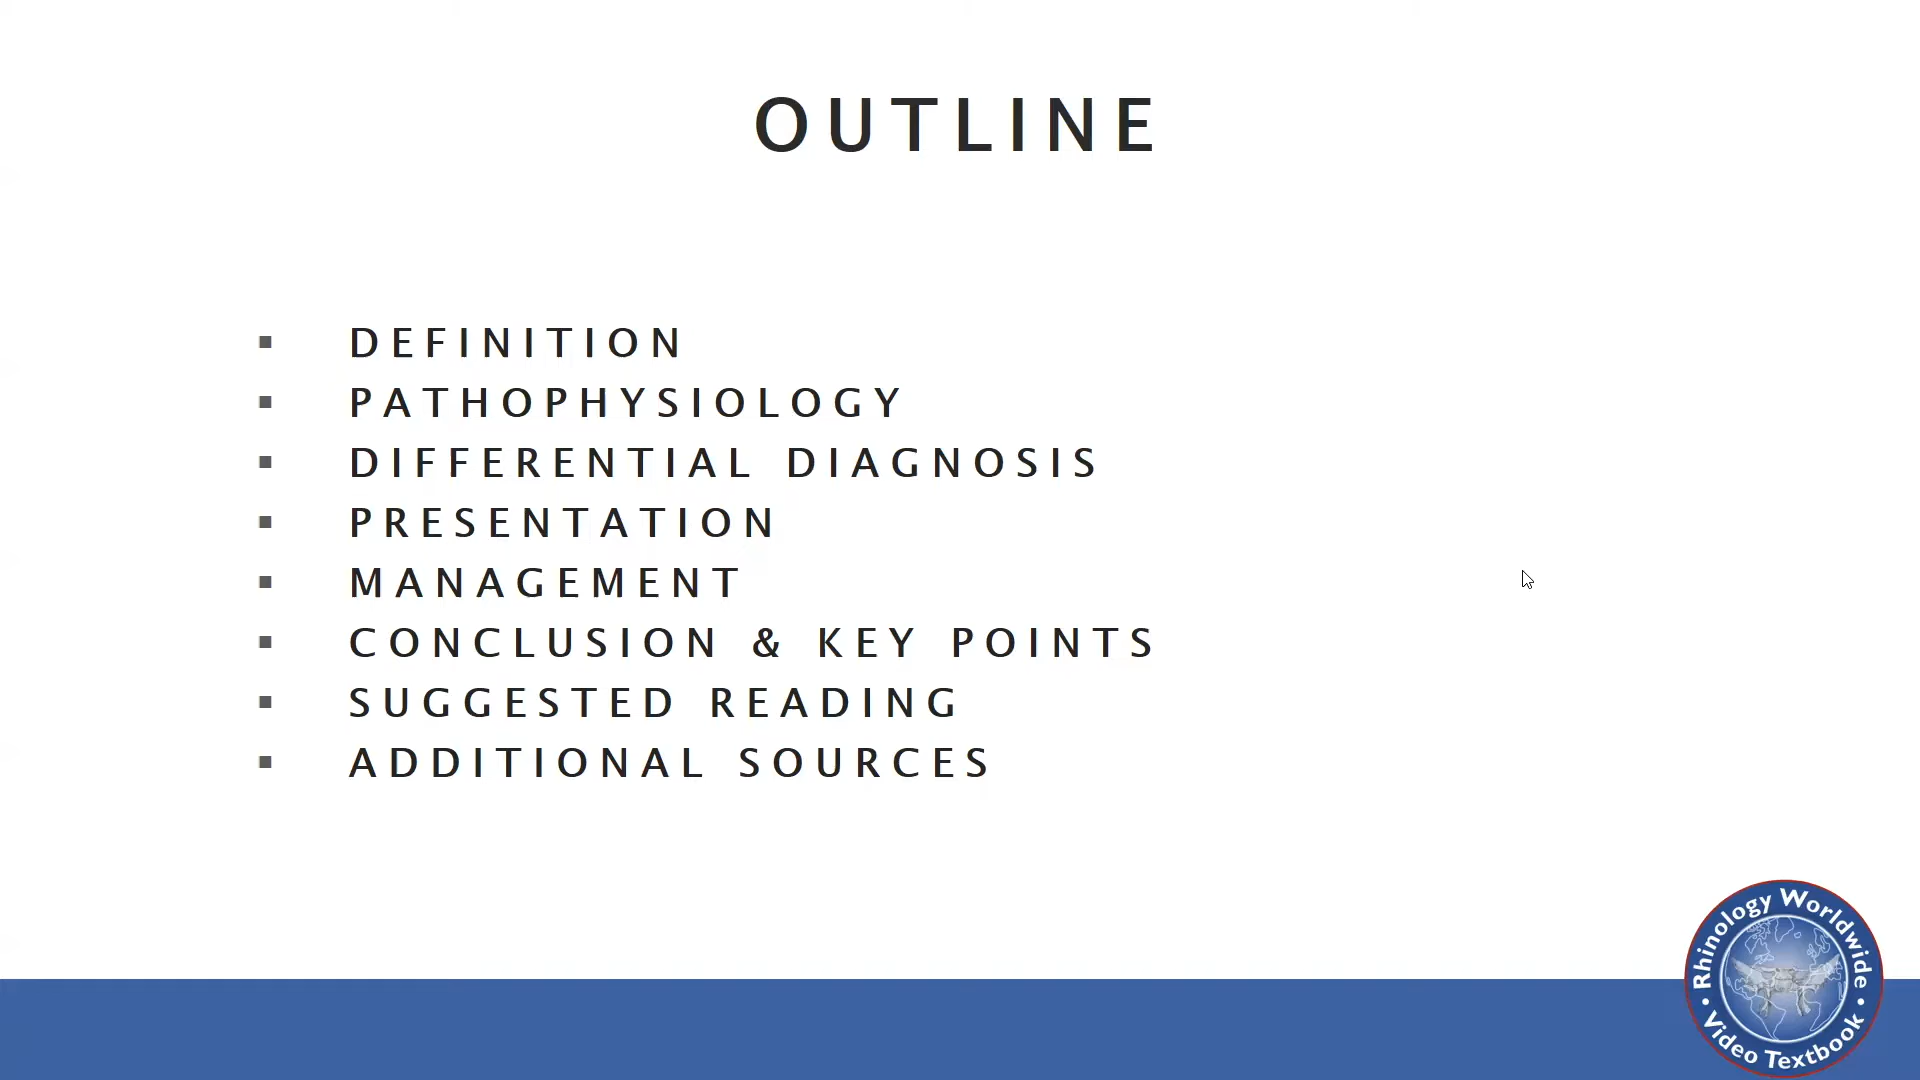 OUTLINE
▪ DEFINITION
▪ PATHOPHYSIOLOGY
▪ DIFFERENTIAL DIAGNOSIS
▪ PRESENTATION
▪ MANAGEMENT
▪ CONCLUSION & KEY POINTS
▪ SUGGESTED READING
▪ ADDITIONAL SOURCES
Rhinology Worldwide
• Video Textbook •